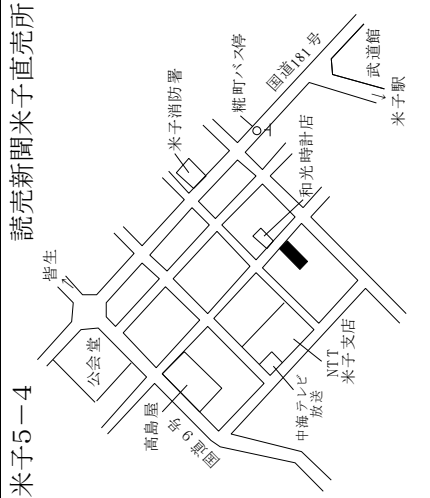 米子5－4
読売新聞米子直売所
皆生
公会堂
米子消防署
糀町バス停
A
国道181号
武道館
米子駅
和光時計店
髙島屋
国道9号
中海テレビ
放送
NTT
米子支店